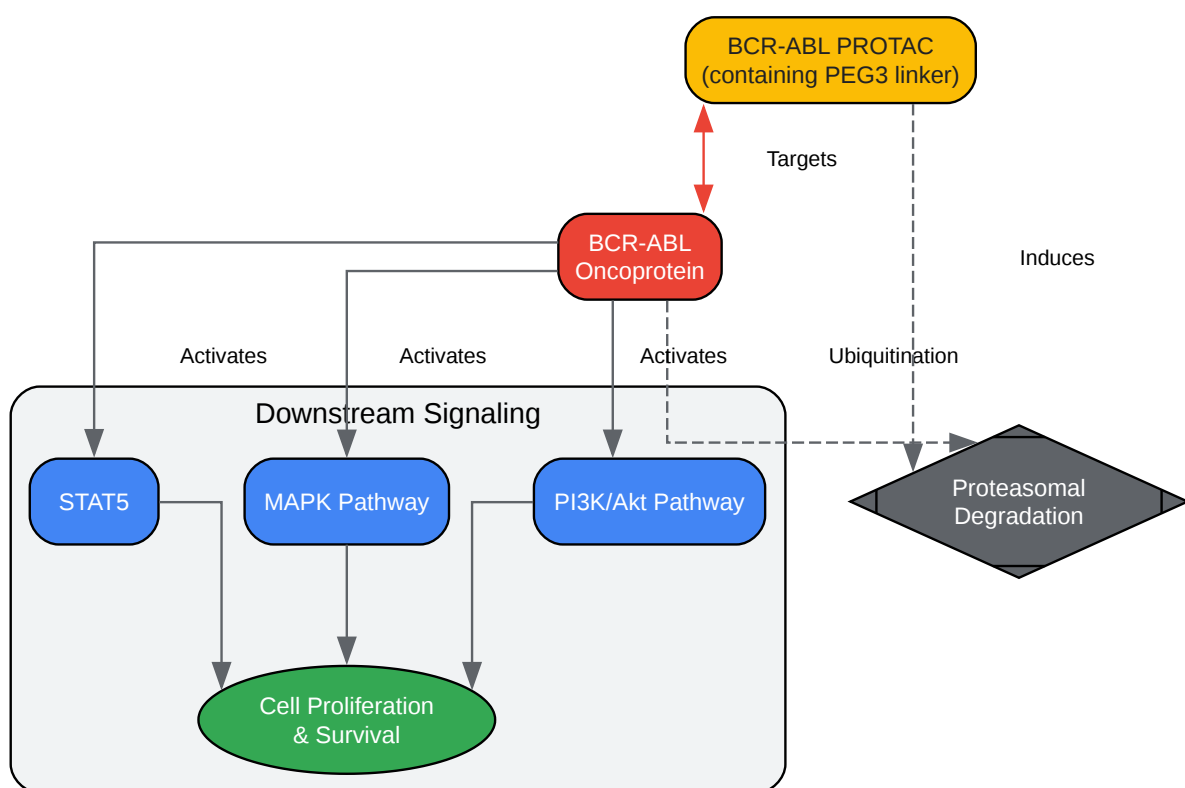 BCR-ABL PROTAC
(containing PEG3 linker)
Targets
BCR-ABL
Oncoprotein
Induces
Activates
Activates
Activates
Ubiquitination
Downstream Signaling
STAT5
MAPK Pathway
PI3K/Akt Pathway
Proteasomal
Degradation
Cell Proliferation
& Survival